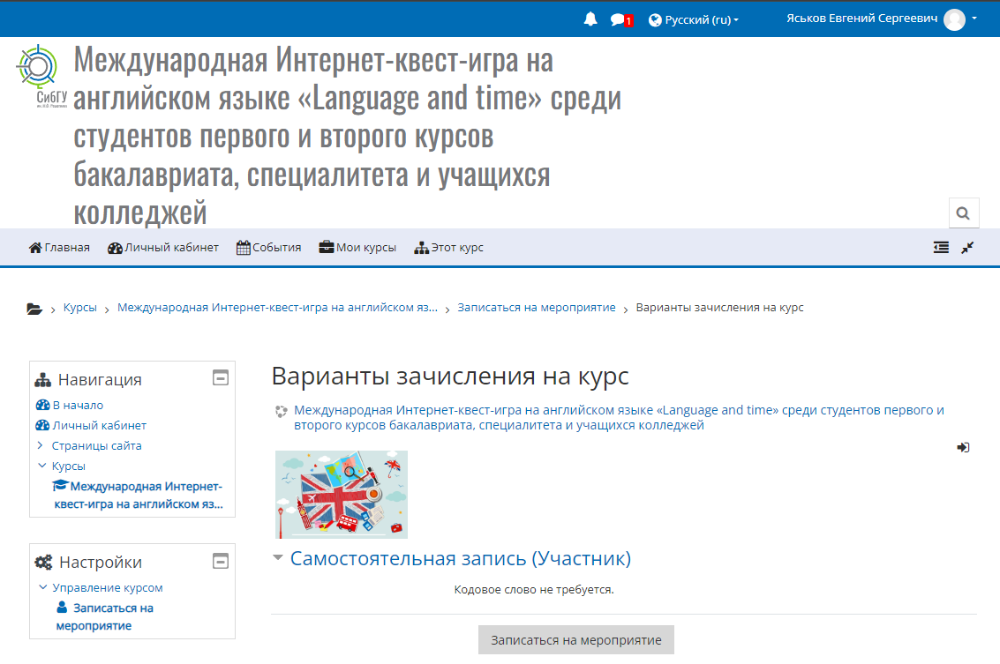 1
Русский (ru)
Яськов Евгений Сергеевич
СибГУ
Международная Интернет-квест-игра на
английском языке «Language and time» среди
студентов первого и второго курсов
бакалавриата, специалитета и учащихся
колледжей
Главная Личный кабинет События Мои курсы Этот курс
Курсы › Международная Интернет-квест-игра на английском яз... › Записаться на мероприятие › Варианты зачисления на курс
Навигация
В начало
Личный кабинет
Страницы сайта
Курсы
Международная Интернет-
квест-игра на английском яз...
Настройки
Управление курсом
Записаться на
мероприятие
Варианты зачисления на курс
Международная Интернет-квест-игра на английском языке «Language and time» среди студентов первого и
второго курсов бакалавриата, специалитета и учащихся колледжей
Самостоятельная запись (Участник)
Кодовое слово не требуется.
Записаться на мероприятие